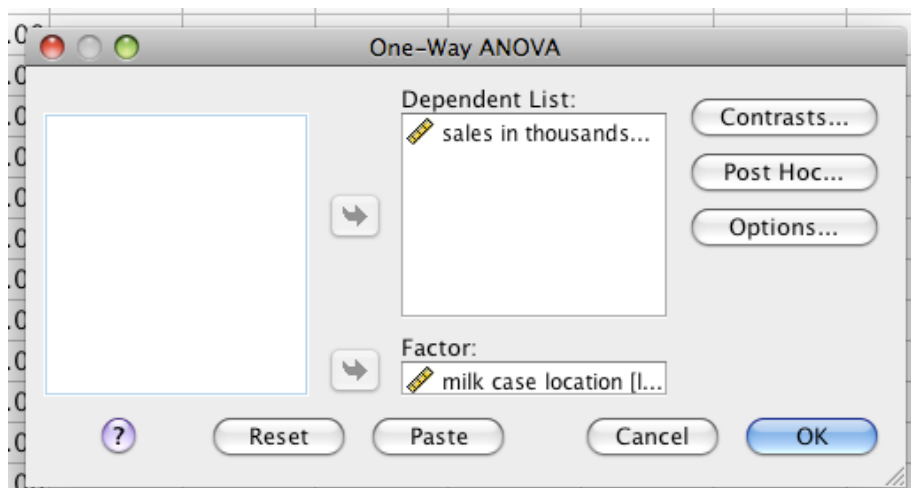 One-Way ANOVA
Dependent List:
sales in thousands...
Contrasts...
Post Hoc...
Options...
Factor:
milk case location [l...
?
Reset
Paste
Cancel
OK